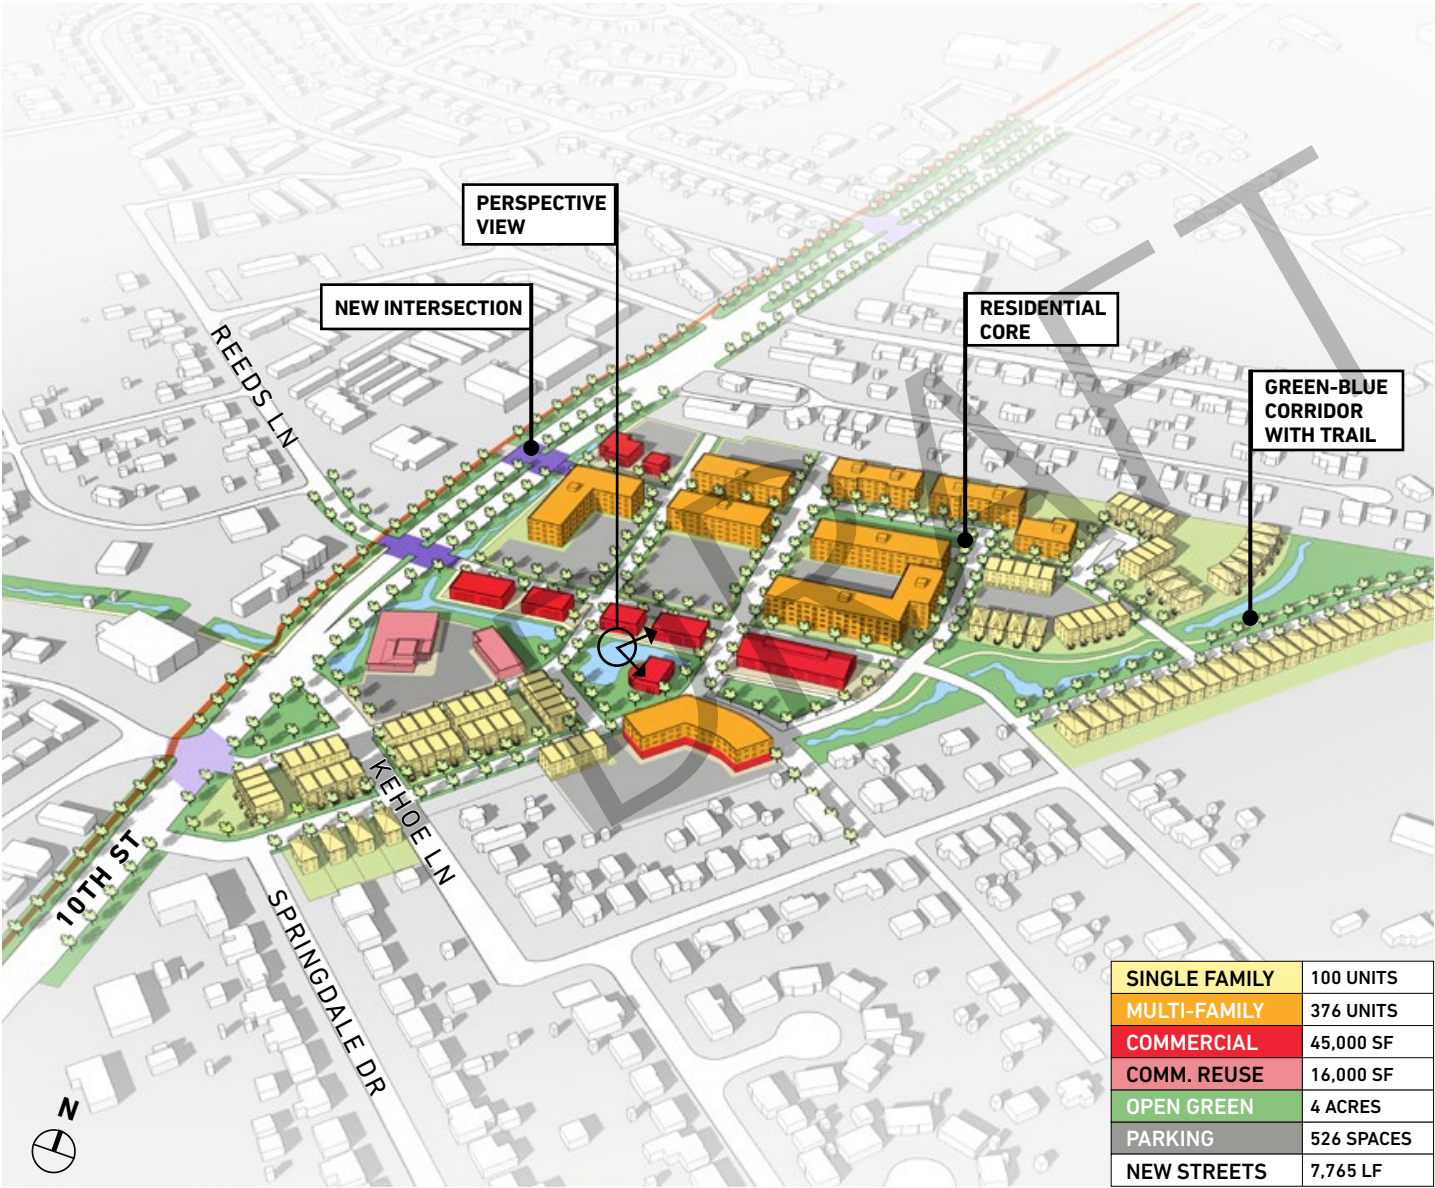 PERSPECTIVE
VIEW
NEW INTERSECTION
RESIDENTIAL
CORE
GREEN-BLUE
CORRIDOR
WITH TRAIL
REEDS LN
DRAFT
KEHOE LN
10TH ST
SPRINGDALE DR
N
SINGLE FAMILY 100 UNITS
MULTI-FAMILY 376 UNITS
COMMERCIAL 45,000 SF
COMM. REUSE 16,000 SF
OPEN GREEN 4 ACRES
PARKING 526 SPACES
NEW STREETS 7,765 LF